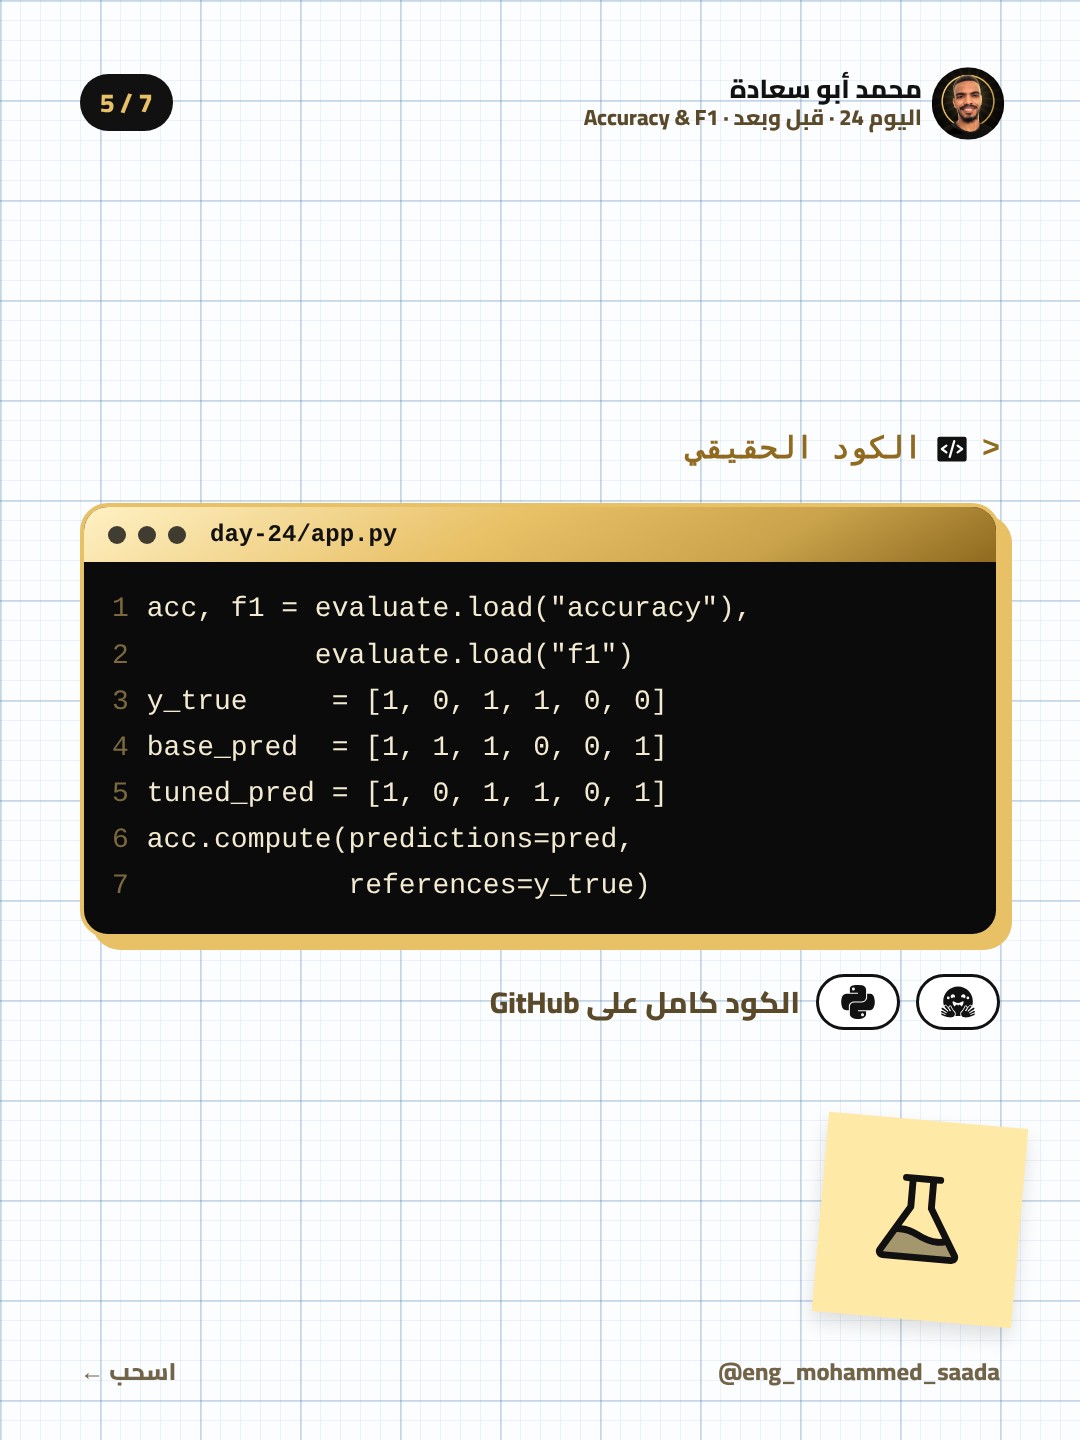 محمد أبو سعادة
اليوم 24 · قبل وبعد · Accuracy & F1
5 / 7
> </> الكود الحقيقي
day-24/app.py
1 acc, f1 = evaluate.load("accuracy"),
2           evaluate.load("f1")
3 y_true     = [1, 0, 1, 1, 0, 0]
4 base_pred  = [1, 1, 1, 0, 0, 1]
5 tuned_pred = [1, 0, 1, 1, 0, 1]
6 acc.compute(predictions=pred,
7             references=y_true)
الكود كامل على GitHub
@eng_mohammed_saada
اسحب ←